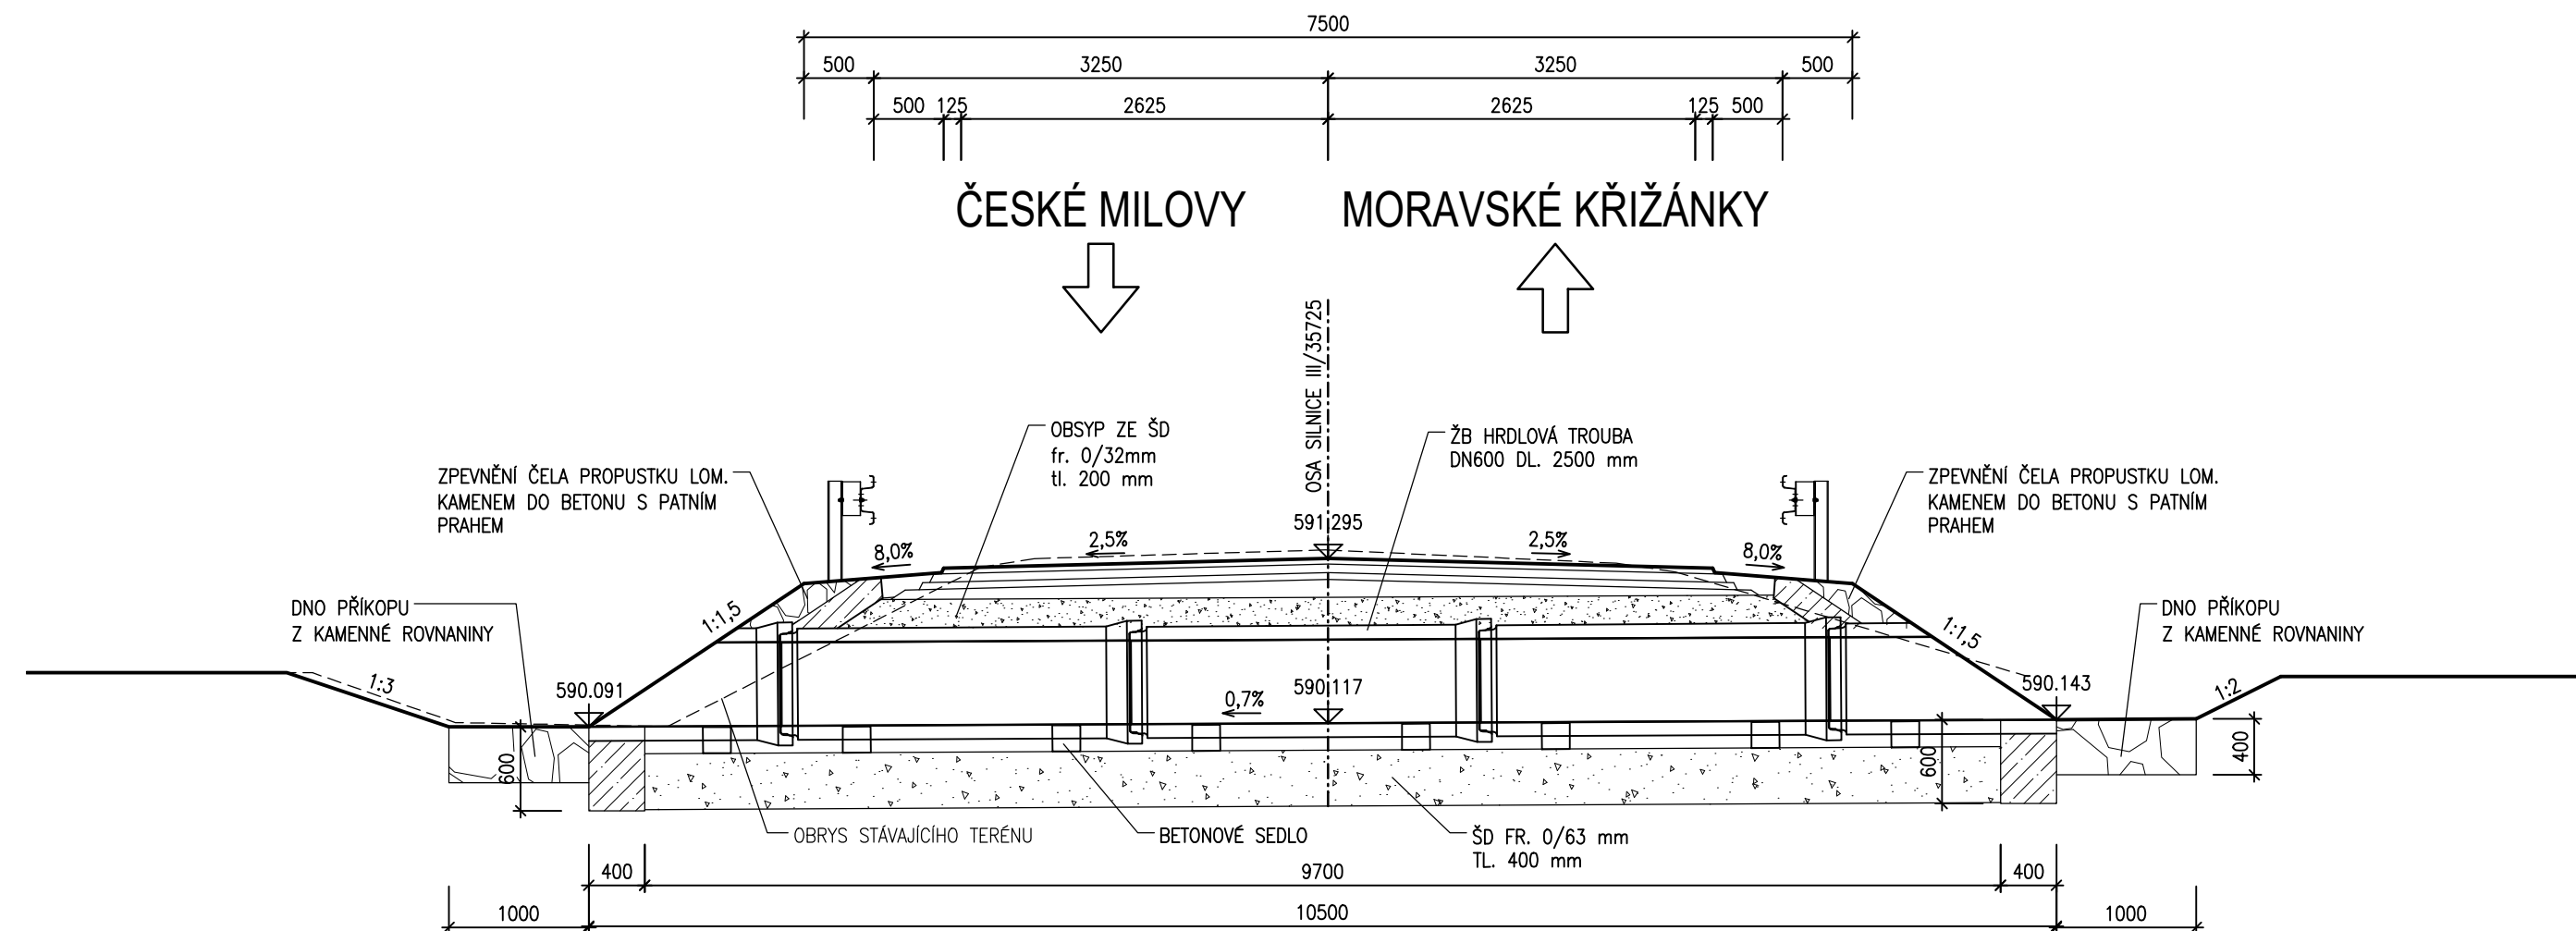 7500
500 3250 3250 500
500 125 2625 2625 125 500
ČESKÉ MILOVY MORAVSKÉ KŘIŽÁNKY
OSA SILNICE III/35725
OBSYP ZE ŠD
fr. 0/32mm
tl. 200 mm
ŽB HRDLOVÁ TROUBA
DN600 DL. 2500 mm
ZPEVNĚNÍ ČELA PROPUSTKU LOM.
KAMENEM DO BETONU S PATNÍM
PRAHEM
ZPEVNĚNÍ ČELA PROPUSTKU LOM.
KAMENEM DO BETONU S PATNÍM
PRAHEM
591.295
8,0% 2,5% 2,5% 8,0%
DNO PŘÍKOPU
Z KAMENNÉ ROVNANINY
1:1,5
1:1,5
DNO PŘÍKOPU
Z KAMENNÉ ROVNANINY
1:3
590.091
0,7%
590.117
590.143
1:2
600
600
400
OBRYS STÁVAJÍCÍHO TERÉNU
BETONOVÉ SEDLO
ŠD FR. 0/63 mm
TL. 400 mm
400 9700 400
1000 10500 1000